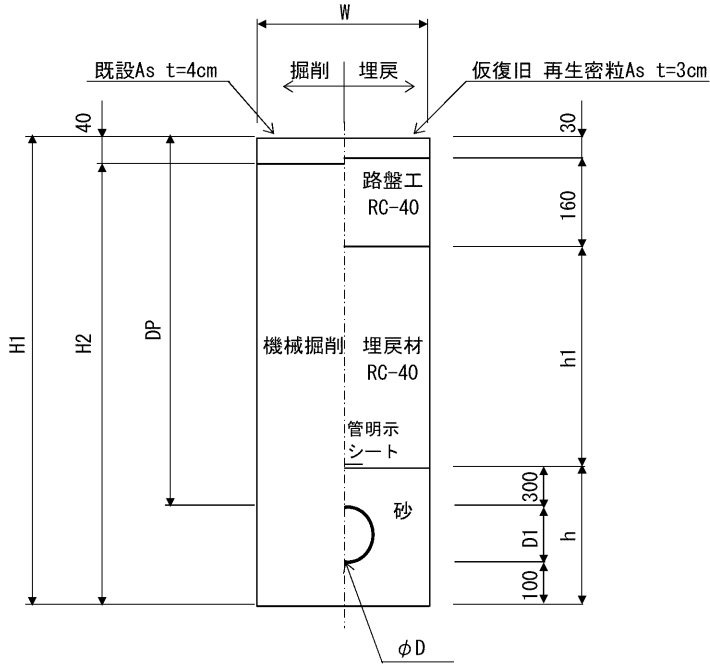 W
既設As t=4cm
掘削
埋戻
仮復旧 再生密粒As t=3cm
40
30
路盤工
RC-40
160
H1
H2
DP
機械掘削
埋戻材
RC-40
h1
管明示
シート
砂
300
D1
h
100
φD